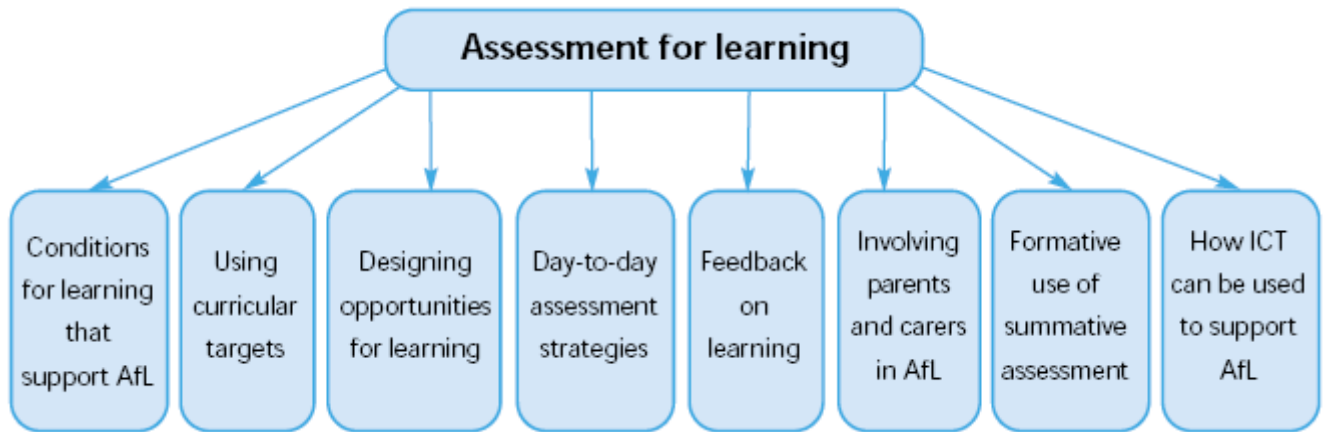 Assessment for learning
Conditions
for learning
that
support AfL
Using
curricular
targets
Designing
opportunities
for learning
Day-to-day
assessment
strategies
Feedback
on
learning
Involving
parents
and carers
in AfL
Formative
use of
summative
assessment
How ICT
can be used
to support
AfL